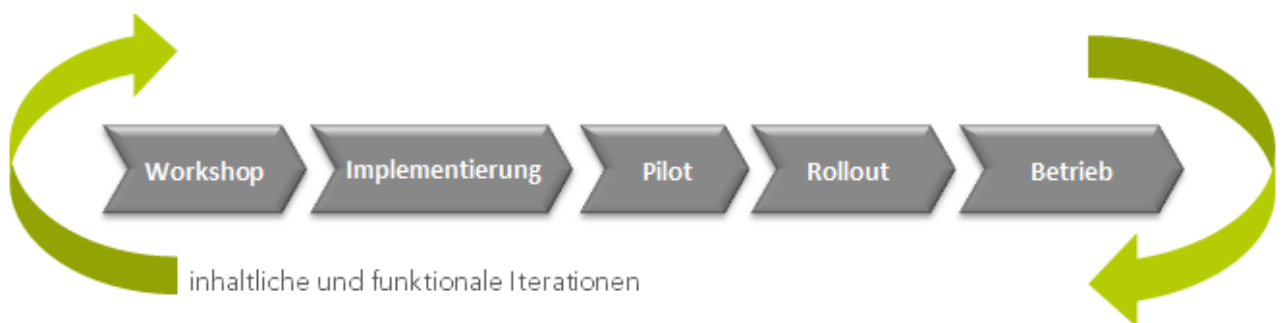 Workshop
Implementierung
Pilot
Rollout
Betrieb
inhaltliche und funktionale Iterationen